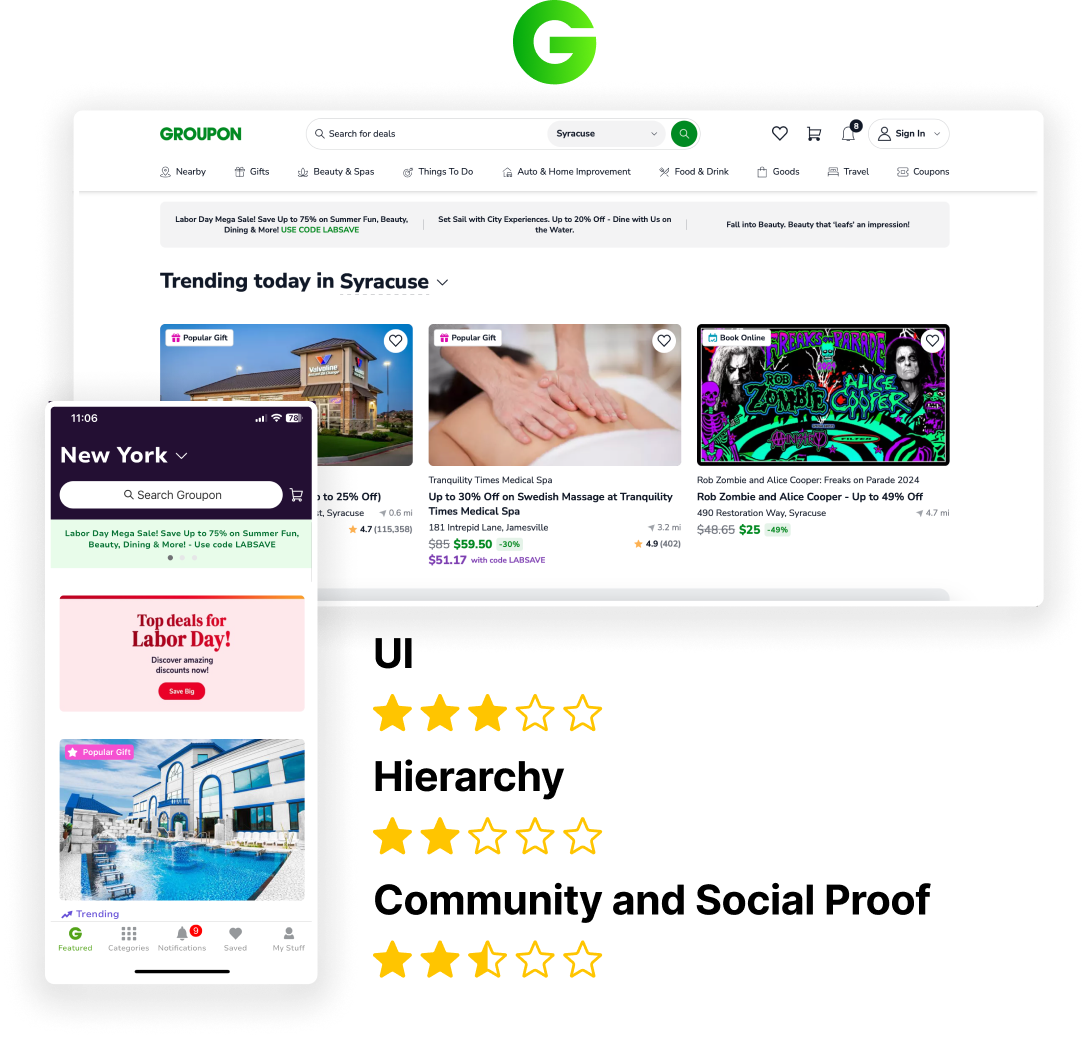 G
GROUPON
Search for deals
Syracuse
8
Sign In
Nearby
Gifts
Beauty & Spas
Things To Do
Auto & Home Improvement
Food & Drink
Goods
Travel
Coupons
Labor Day Mega Sale! Save Up to 75% on Summer Fun, Beauty,
Dining & More! USE CODE LABSAVE
Set Sail with City Experiences. Up to 20% Off - Dine with Us on
the Water.
Fall into Beauty. Beauty that 'leafs' an impression!
Trending today in Syracuse
Popular Gift
Valvoline
Popular Gift
Book Online
FREAKS ON PARADE
ROB
ZOMBIE
ALICE
COOPER
MINISTRY
FILTER
Tranquility Times Medical Spa
Rob Zombie and Alice Cooper: Freaks on Parade 2024
p to 25% Off)
Up to 30% Off on Swedish Massage at Tranquility
Times Medical Spa
Rob Zombie and Alice Cooper - Up to 49% Off
st, Syracuse
0.6 mi
181 Intrepid Lane, Jamesville
3.2 mi
490 Restoration Way, Syracuse
4.7 mi
4.7 (115,358)
$85 $59.50 -30%
4.9 (402)
$48.65 $25 -49%
$51.17 with code LABSAVE
11:06
78
New York
Search Groupon
Labor Day Mega Sale! Save Up to 75% on Summer Fun,
Beauty, Dining & More! - Use code LABSAVE
Top deals for
Labor Day!
Discover amazing
discounts now!
Save Big
Popular Gift
Trending
G
9
Featured
Categories
Notifications
Saved
My Stuff
UI
Hierarchy
Community and Social Proof